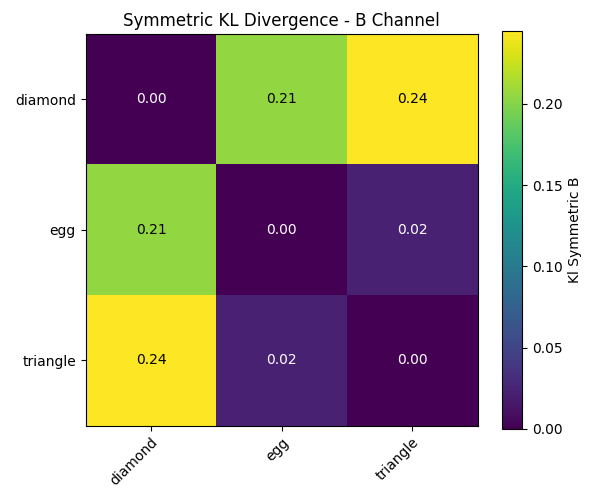 Symmetric KL Divergence - B Channel
diamond 0.00 0.21 0.24
egg 0.21 0.00 0.02
triangle 0.24 0.02 0.00
diamond egg triangle
0.20
0.15
0.10
0.05
0.00
Kl Symmetric B